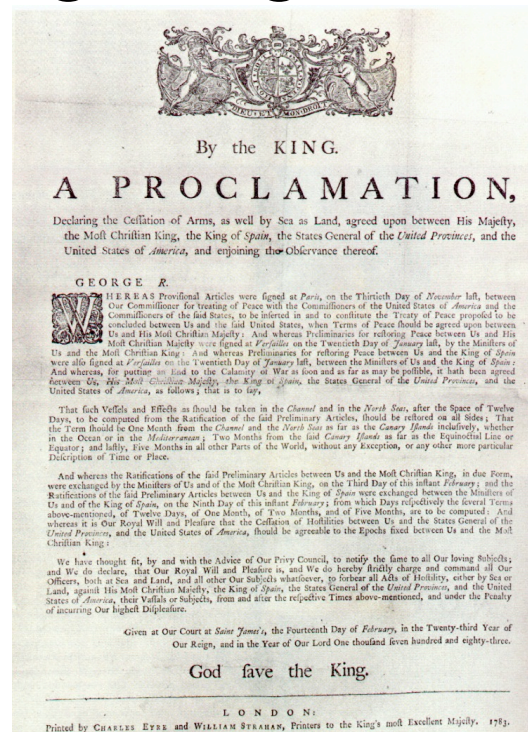 DIEU·ET MON·DROIT
By the KING.
A PROCLAMATION,
Declaring the Ceſſation of Arms, as well by Sea as Land, agreed upon between His Majeſty,
the Moſt Chriſtian King, the King of Spain, the States General of the United Provinces, and the
United States of America, and enjoining the Obſervance thereof.
GEORGE R.
WHEREAS Proviſional Articles were ſigned at Paris, on the Thirtieth Day of November laſt, between
Our Commiſſioner for treating of Peace with the Commiſſioners of the United States of America and the
Commiſſioners of the ſaid States, to be inſerted in and to conſtitute the Treaty of Peace propoſed to be
concluded between Us and the ſaid United States, when Terms of Peace ſhould be agreed upon between
Us and His Moſt Chriſtian Majeſty: And whereas Preliminaries for reſtoring Peace between Us and His
Moſt Chriſtian Majeſty were ſigned at Verſailles on the Twentieth Day of January laſt, by the Miniſters of
Us and the Moſt Chriſtian King: And whereas Preliminaries for reſtoring Peace between Us and the King of Spain
were alſo ſigned at Verſailles on the Twentieth Day of January laſt, between the Miniſters of Us and the King of Spain:
And whereas, for putting an End to the Calamity of War as ſoon and as far as may be poſſible, it hath been agreed
between Us, His Moſt Chriſtian Majeſty, the King of Spain, the States General of the United Provinces, and the
United States of America, as follows; that is to ſay,
That ſuch Veſſels and Effects as ſhould be taken in the Channel and in the North Seas, after the Space of Twelve
Days, to be computed from the Ratification of the ſaid Preliminary Articles, ſhould be reſtored on all Sides; That
the Term ſhould be One Month from the Channel and the North Seas as far as the Canary Iſlands incluſively, whether
in the Ocean or in the Mediterranean; Two Months from the ſaid Canary Iſlands as far as the Equinoctial Line or
Equator; and laſtly, Five Months in all other Parts of the World, without any Exception, or any other more particular
Deſcription of Time or Place.
And whereas the Ratifications of the ſaid Preliminary Articles between Us and the Moſt Chriſtian King, in due Form,
were exchanged by the Miniſters of Us and of the Moſt Chriſtian King, on the Third Day of this inſtant February; and the
Ratifications of the ſaid Preliminary Articles between Us and the King of Spain were exchanged between the Miniſters of
Us and of the King of Spain, on the Ninth Day of this inſtant February; from which Days reſpectively the ſeveral Terms
above-mentioned, of Twelve Days, of One Month, of Two Months, and of Five Months, are to be computed: And
whereas it is Our Royal Will and Pleaſure that the Ceſſation of Hoſtilities between Us and the States General of the
United Provinces, and the United States of America, ſhould be agreeable to the Epochs fixed between Us and the Moſt
Chriſtian King:
We have thought fit, by and with the Advice of Our Privy Council, to notify the ſame to all Our loving Subjects;
and We do declare, that Our Royal Will and Pleaſure is, and We do hereby ſtrictly charge and command all Our
Officers, both at Sea and Land, and all other Our Subjects whatſoever, to forbear all Acts of Hoſtility, either by Sea or
Land, againſt His Moſt Chriſtian Majeſty, the King of Spain, the States General of the United Provinces, and the United
States of America, their Vaſſals or Subjects, from and after the reſpective Times above-mentioned, and under the Penalty
of incurring Our higheſt Diſpleaſure.
Given at Our Court at Saint James's, the Fourteenth Day of February, in the Twenty-third Year of
Our Reign, and in the Year of Our Lord One thouſand ſeven hundred and eighty-three.
God ſave the King.
LONDON:
Printed by CHARLES EYRE and WILLIAM STRAHAN, Printers to the King's moſt Excellent Majeſty. 1783.